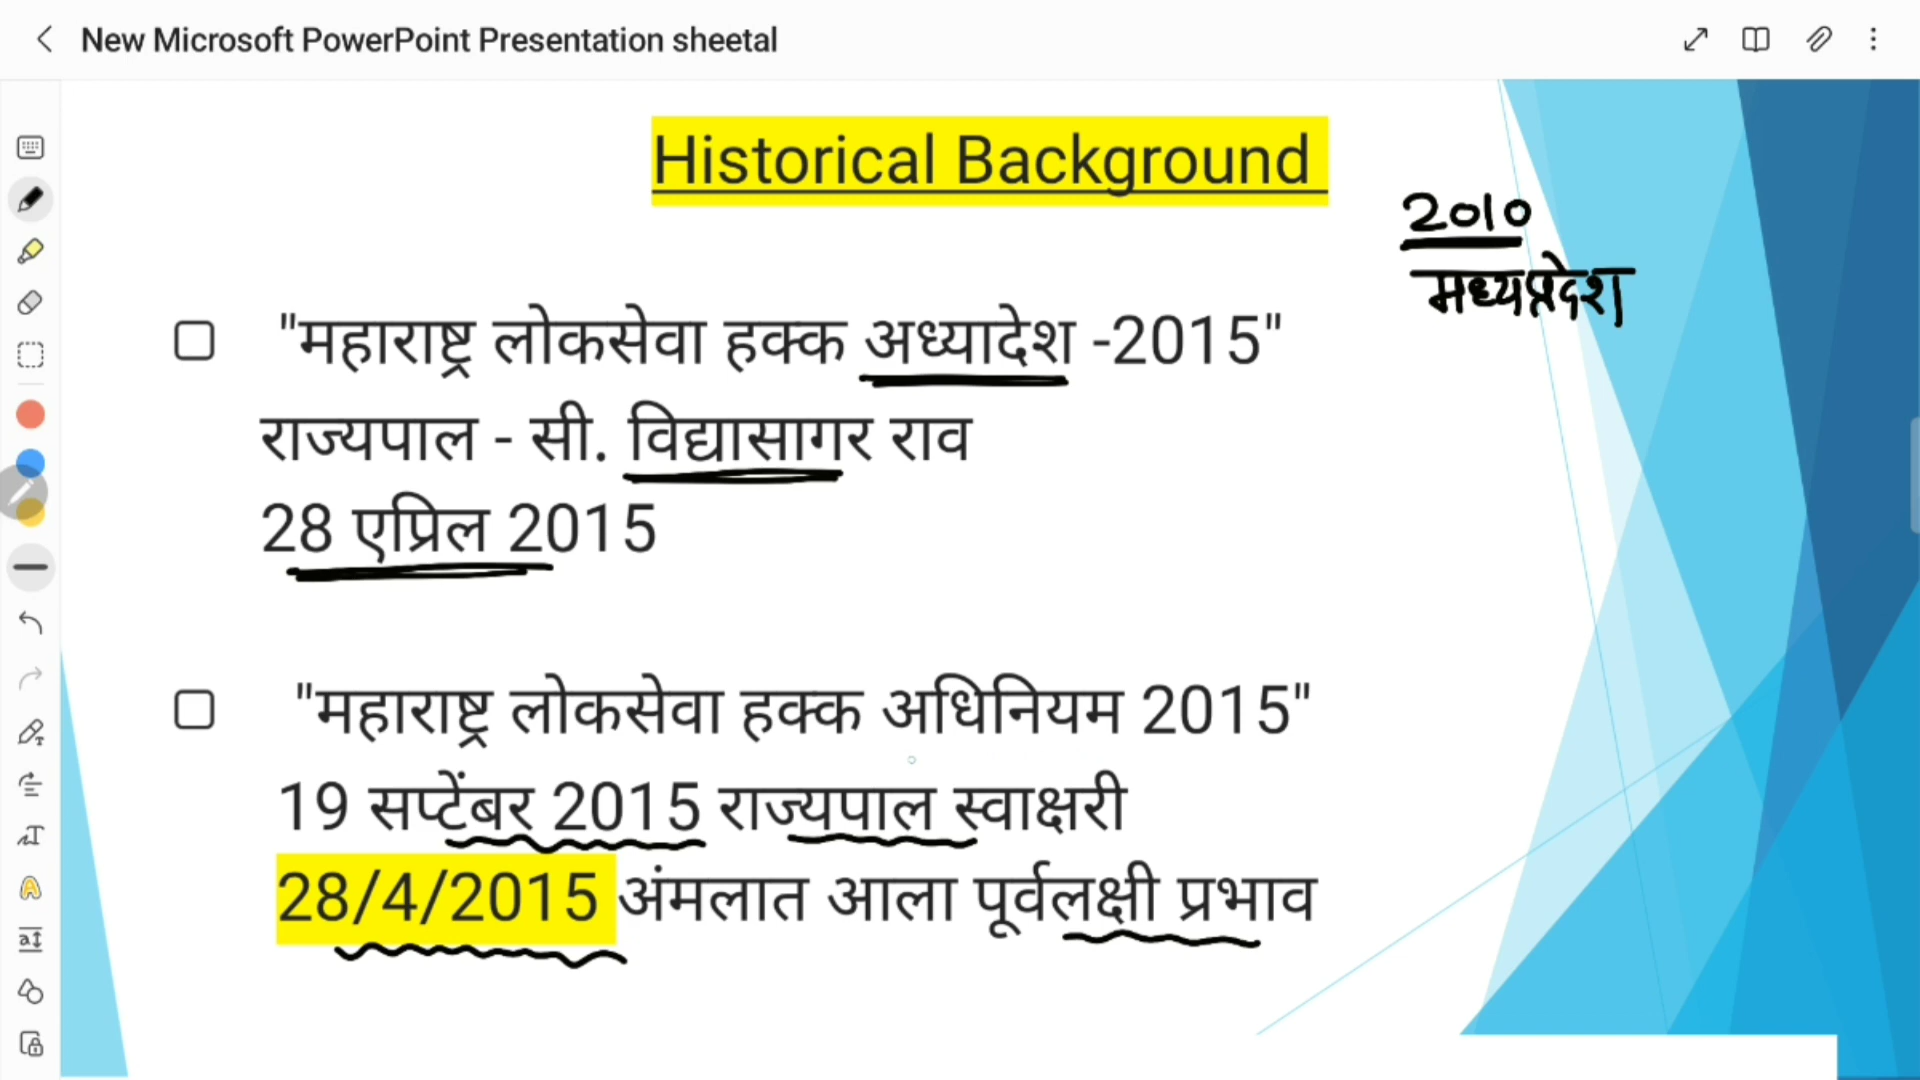 New Microsoft PowerPoint Presentation sheetal
Historical Background
2010
मध्यप्रदेश
"महाराष्ट्र लोकसेवा हक्क अध्यादेश -2015"
राज्यपाल - सी. विद्यासागर राव
28 एप्रिल 2015
"महाराष्ट्र लोकसेवा हक्क अधिनियम 2015"
19 सप्टेंबर 2015 राज्यपाल स्वाक्षरी
28/4/2015 अंमलात आला पूर्वलक्षी प्रभाव